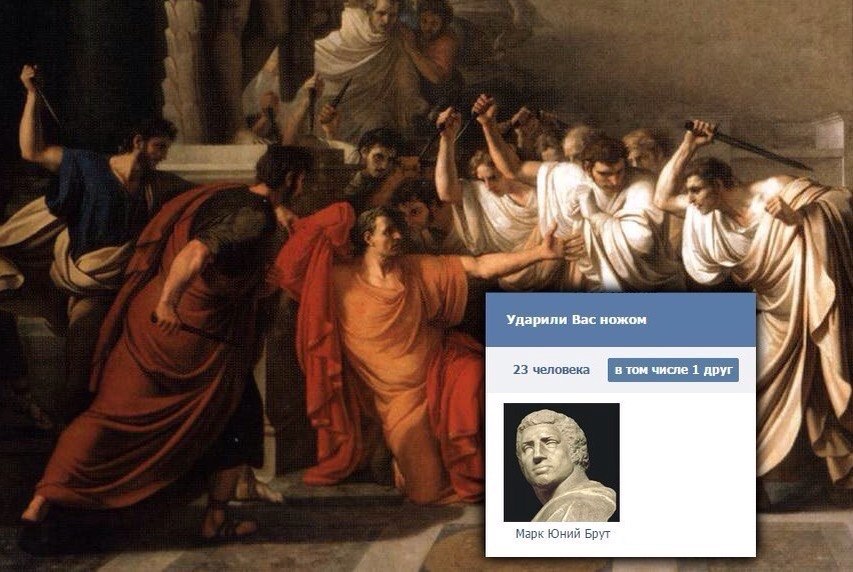 Ударили Вас ножом
23 человека в том числе 1 друг
Марк Юний Брут